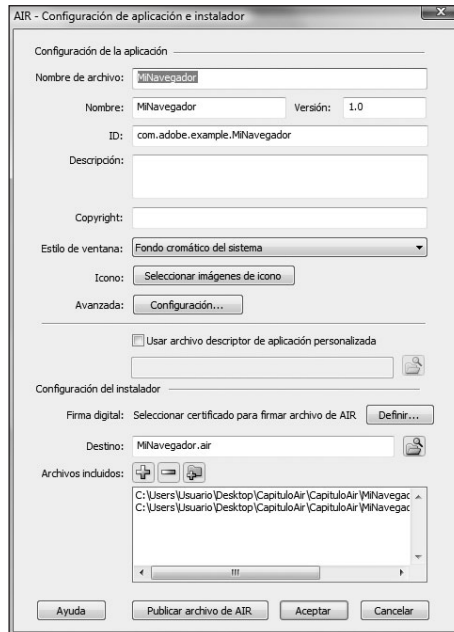 AIR - Configuración de aplicación e instalador
Configuración de la aplicación
Nombre de archivo: MiNavegador
Nombre: MiNavegador Versión: 1.0
ID: com.adobe.example.MiNavegador
Descripción:
Copyright:
Estilo de ventana: Fondo cromático del sistema
Icono: Seleccionar imágenes de icono
Avanzada: Configuración...
Usar archivo descriptor de aplicación personalizada
Configuración del instalador
Firma digital: Seleccionar certificado para firmar archivo de AIR Definir...
Destino: MiNavegador.air
Archivos incluidos:
C:\Users\Usuario\Desktop\CapituloAir\CapituloAir\MiNavegac
C:\Users\Usuario\Desktop\CapituloAir\CapituloAir\MiNavegac
Ayuda Publicar archivo de AIR Aceptar Cancelar